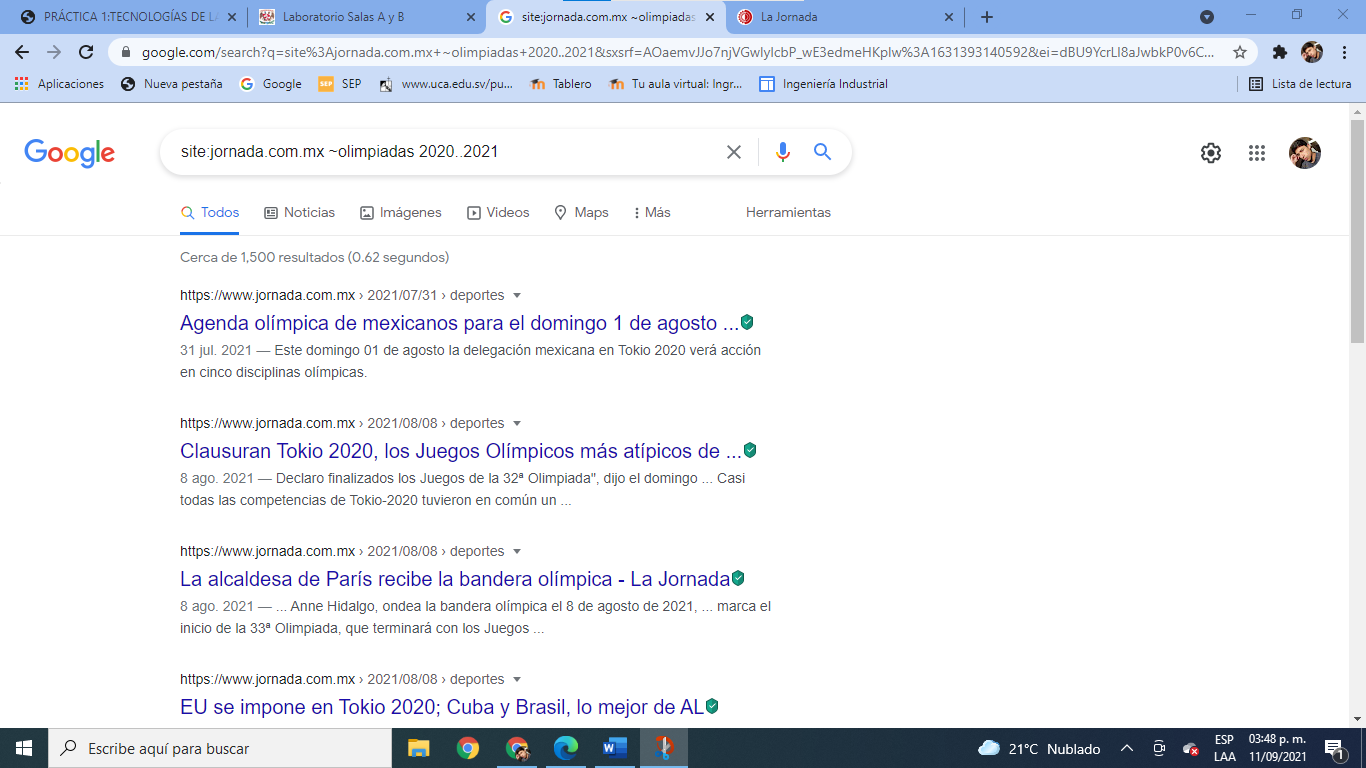 PRÁCTICA 1:TECNOLOGÍAS DE LA
Laboratorio Salas A y B
site:jornada.com.mx ~olimpiadas
La Jornada
google.com/search?q=site%3Ajornada.com.mx+~olimpiadas+2020..2021&sxsrf=AOaemvJJo7njVGwlylcbP_wE3edmeHKplw%3A1631393140592&ei=dBU9YcrLI8aJwbkP0v6C...
Aplicaciones
Nueva pestaña
Google
SEP
SEP
www.uca.edu.sv/pu...
Tablero
Tu aula virtual: Ingr...
Ingeniería Industrial
Lista de lectura
Google
site:jornada.com.mx ~olimpiadas 2020..2021
Todos
Noticias
Imágenes
Videos
Maps
Más
Herramientas
Cerca de 1,500 resultados (0.62 segundos)
https://www.jornada.com.mx › 2021/07/31 › deportes
Agenda olímpica de mexicanos para el domingo 1 de agosto ...
31 jul. 2021 — Este domingo 01 de agosto la delegación mexicana en Tokio 2020 verá acción
en cinco disciplinas olímpicas.
https://www.jornada.com.mx › 2021/08/08 › deportes
Clausuran Tokio 2020, los Juegos Olímpicos más atípicos de ...
8 ago. 2021 — Declaro finalizados los Juegos de la 32ª Olimpiada", dijo el domingo ... Casi
todas las competencias de Tokio-2020 tuvieron en común un ...
https://www.jornada.com.mx › 2021/08/08 › deportes
La alcaldesa de París recibe la bandera olímpica - La Jornada
8 ago. 2021 — ... Anne Hidalgo, ondea la bandera olímpica el 8 de agosto de 2021, ... marca el
inicio de la 33ª Olimpiada, que terminará con los Juegos ...
https://www.jornada.com.mx › 2021/08/08 › deportes
EU se impone en Tokio 2020; Cuba y Brasil, lo mejor de AL
Escribe aquí para buscar
21°C Nublado
ESP
LAA
03:48 p. m.
11/09/2021
1